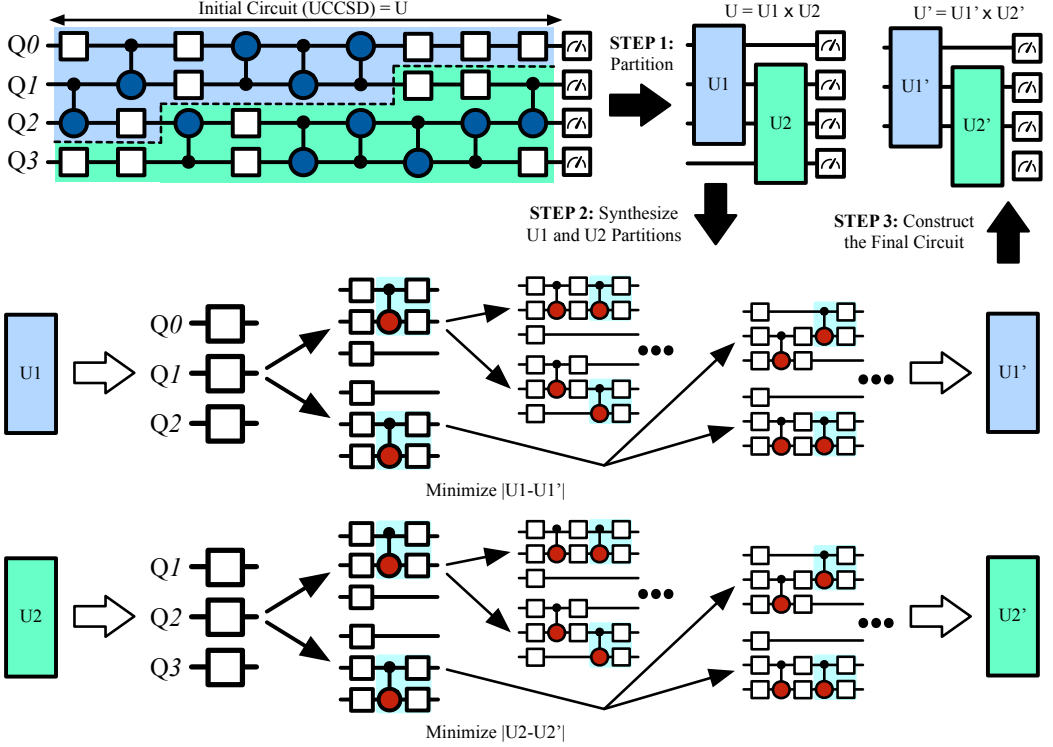 Initial Circuit (UCCSD) = U
Q0
Q1
Q2
Q3
STEP 1:
Partition
U = U1 x U2
U1
U2
U' = U1' x U2'
U1'
U2'
STEP 2: Synthesize
U1 and U2 Partitions
STEP 3: Construct
the Final Circuit
U1
Q0
Q1
Q2
U1'
Minimize |U1-U1'|
U2
Q1
Q2
Q3
U2'
Minimize |U2-U2'|